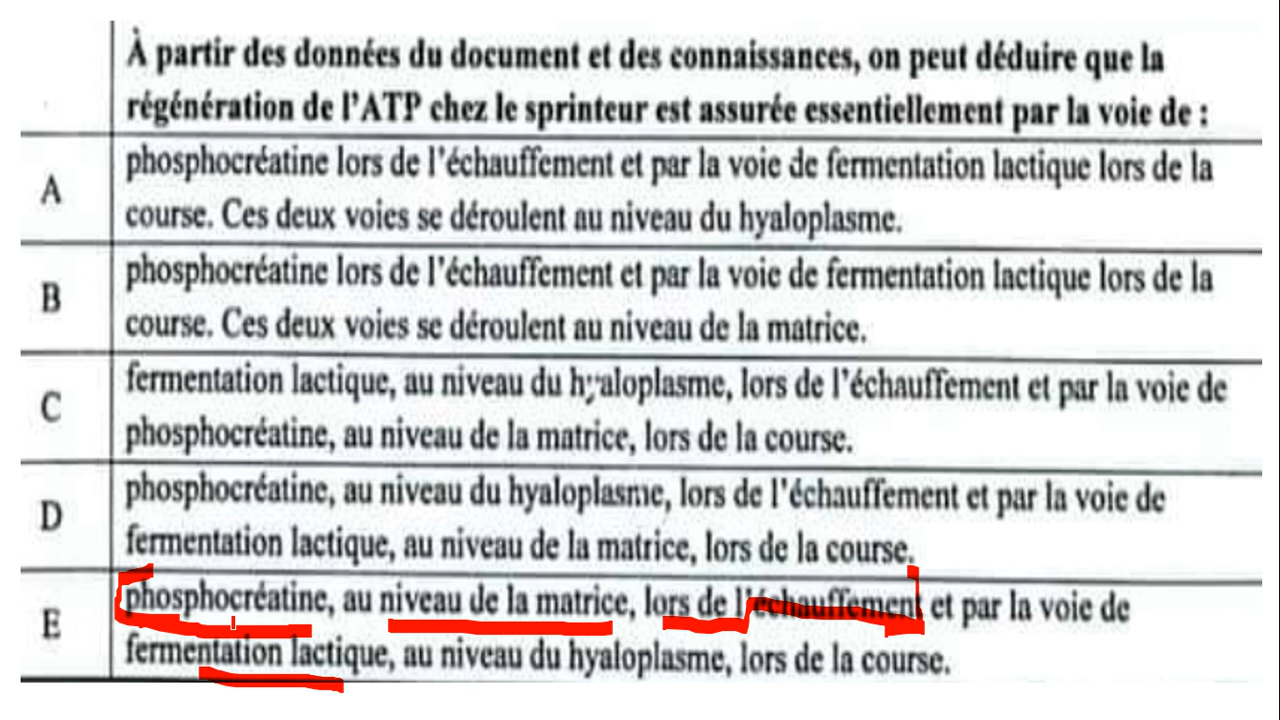 À partir des données du document et des connaissances, on peut déduire que la
régénération de l'ATP chez le sprinteur est assurée essentiellement par la voie de :
A
phosphocréatine lors de l'échauffement et par la voie de fermentation lactique lors de la
course. Ces deux voies se déroulent au niveau du hyaloplasme.
B
phosphocréatine lors de l'échauffement et par la voie de fermentation lactique lors de la
course. Ces deux voies se déroulent au niveau de la matrice.
C
fermentation lactique, au niveau du hyaloplasme, lors de l'échauffement et par la voie de
phosphocréatine, au niveau de la matrice, lors de la course.
D
phosphocréatine, au niveau du hyaloplasme, lors de l'échauffement et par la voie de
fermentation lactique, au niveau de la matrice, lors de la course.
E
phosphocréatine, au niveau de la matrice, lors de l'échauffement et par la voie de
fermentation lactique, au niveau du hyaloplasme, lors de la course.